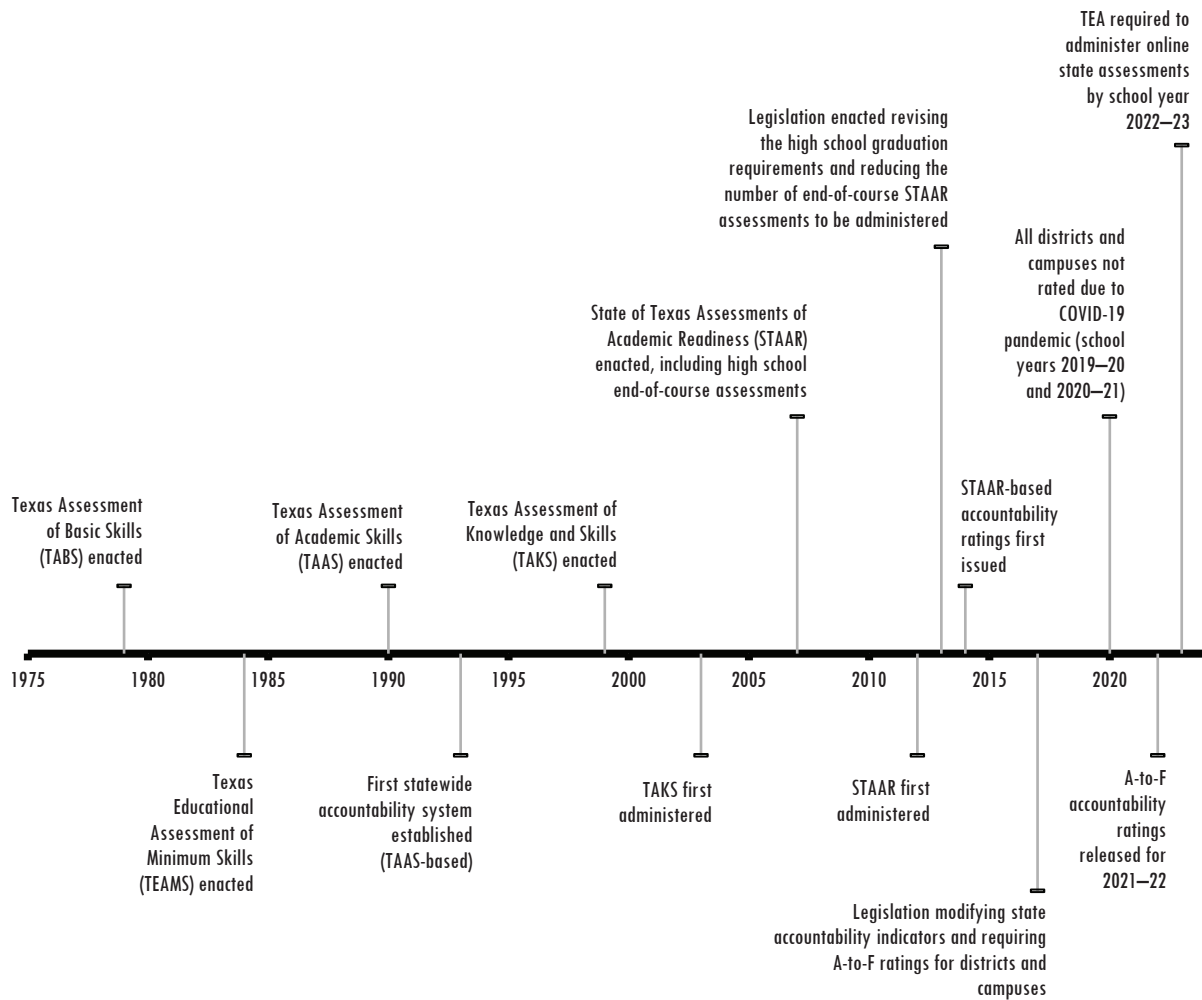 TEA required to
administer online
state assessments
by school year
2022–23
Legislation enacted revising
the high school graduation
requirements and reducing the
number of end-of-course STAAR
assessments to be administered
All districts and
campuses not
rated due to
COVID-19
pandemic (school
years 2019–20
and 2020–21)
State of Texas Assessments of
Academic Readiness (STAAR)
enacted, including high school
end-of-course assessments
STAAR-based
accountability
ratings first
issued
Texas Assessment
of Basic Skills
(TABS) enacted
Texas Assessment
of Academic Skills
(TAAS) enacted
Texas Assessment of
Knowledge and Skills
(TAKS) enacted
1975 1980 1985 1990 1995 2000 2005 2010 2015 2020
Texas
Educational
Assessment of
Minimum Skills
(TEAMS) enacted
First statewide
accountability system
established
(TAAS-based)
TAKS first
administered
STAAR first
administered
A-to-F
accountability
ratings
released for
2021–22
Legislation modifying state
accountability indicators and requiring
A-to-F ratings for districts and
campuses